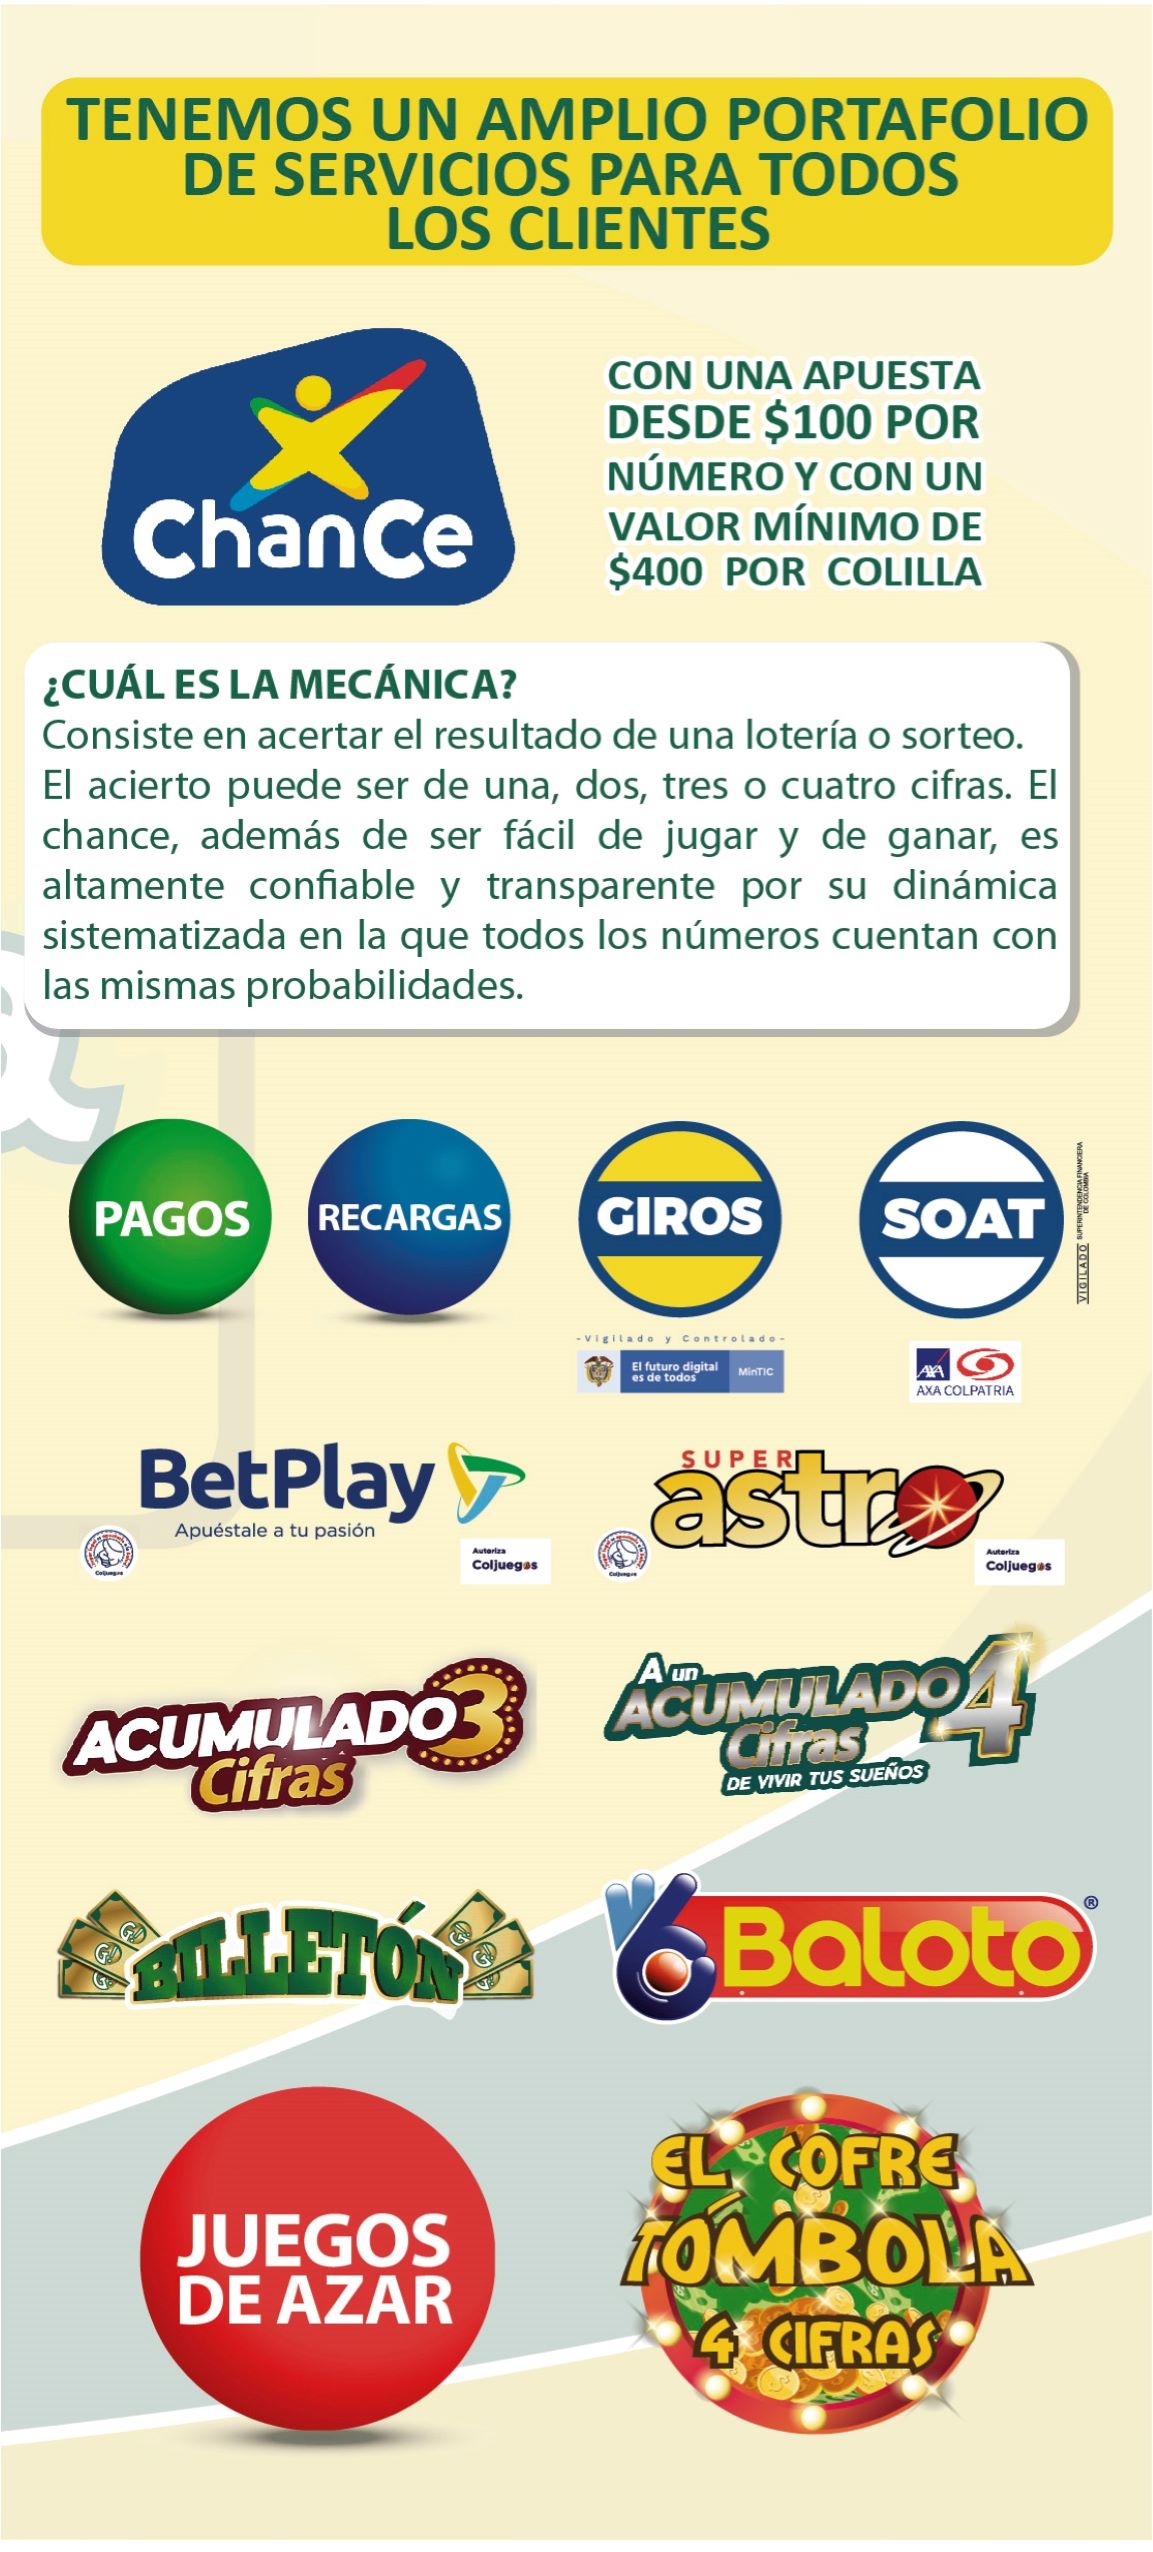 TENEMOS UN AMPLIO PORTAFOLIO
DE SERVICIOS PARA TODOS
LOS CLIENTES
ChanCe
CON UNA APUESTA
DESDE $100 POR
NÚMERO Y CON UN
VALOR MÍNIMO DE
$400 POR COLILLA
¿CUÁL ES LA MECÁNICA?
Consiste en acertar el resultado de una lotería o sorteo.
El acierto puede ser de una, dos, tres o cuatro cifras. El
chance, además de ser fácil de jugar y de ganar, es
altamente confiable y transparente por su dinámica
sistematizada en la que todos los números cuentan con
las mismas probabilidades.
PAGOS
RECARGAS
GIROS
SOAT
VIGILADO SUPERINTENDENCIA FINANCIERA
DE COLOMBIA
-Vigilado y Controlado-
El futuro digital
es de todos
MinTIC
AXA
AXA COLPATRIA
BetPlay
Apuéstale a tu pasión
Coljuegos
Autoriza
Coljuegos
SUPER
astro
Coljuegos
Autoriza
Coljuegos
ACUMULADO 3
Cifras
A un
ACUMULADO 4
Cifras
DE VIVIR TUS SUEÑOS
BILLETÓN
Baloto®
JUEGOS
DE AZAR
EL COFRE
TÓMBOLA
4 CIFRAS